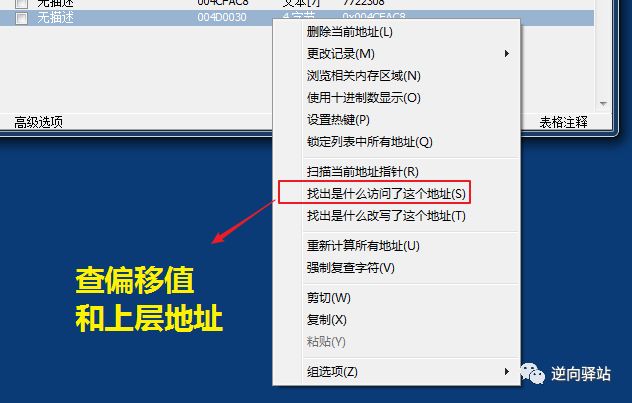 无描述 004CFAC8 文本[7] 7722308
无描述 004D0030 4 字节 0x004CFAC8
删除当前地址(L)
更改记录(M)
浏览相关内存区域(N)
使用十进制数显示(O)
设置热键(P)
锁定列表中所有地址(Q)
高级选项
表格注释
扫描当前地址指针(R)
找出是什么访问了这个地址(S)
找出是什么改写了这个地址(T)
重新计算所有地址(U)
强制复查字符(V)
查偏移值
和上层地址
剪切(W)
复制(X)
粘贴(Y)
组选项(Z)
逆向驿站